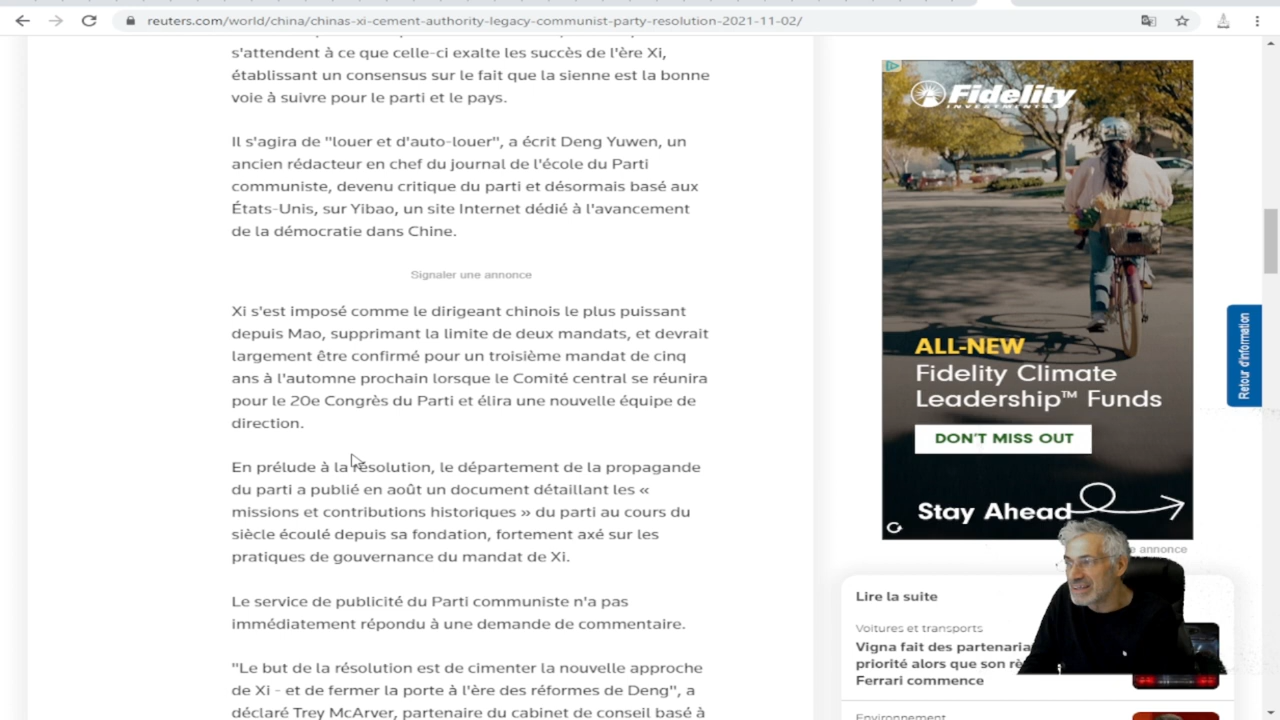 reuters.com/world/china/chinas-xi-cement-authority-legacy-communist-party-resolution-2021-11-02/
s'attendent à ce que celle-ci exalte les succès de l'ère Xi,
établissant un consensus sur le fait que la sienne est la bonne
voie à suivre pour le parti et le pays.
Il s'agira de "louer et d'auto-louer", a écrit Deng Yuwen, un
ancien rédacteur en chef du journal de l'école du Parti
communiste, devenu critique du parti et désormais basé aux
États-Unis, sur Yibao, un site Internet dédié à l'avancement
de la démocratie dans Chine.
Signaler une annonce
Xi s'est imposé comme le dirigeant chinois le plus puissant
depuis Mao, supprimant la limite de deux mandats, et devrait
largement être confirmé pour un troisième mandat de cinq
ans à l'automne prochain lorsque le Comité central se réunira
pour le 20e Congrès du Parti et élira une nouvelle équipe de
direction.
En prélude à la résolution, le département de la propagande
du parti a publié en août un document détaillant les «
missions et contributions historiques » du parti au cours du
siècle écoulé depuis sa fondation, fortement axé sur les
pratiques de gouvernance du mandat de Xi.
Le service de publicité du Parti communiste n'a pas
immédiatement répondu à une demande de commentaire.
"Le but de la résolution est de cimenter la nouvelle approche
de Xi - et de fermer la porte à l'ère des réformes de Deng", a
déclaré Trey McArver, partenaire du cabinet de conseil basé à
Fidelity
INVESTMENTS
ALL-NEW
Fidelity Climate
Leadership™ Funds
DON'T MISS OUT
Stay Ahead
annonce
Retour d'information
Lire la suite
Voitures et transports
Vigna fait des partenaria
priorité alors que son rè
Ferrari commence
Environnement